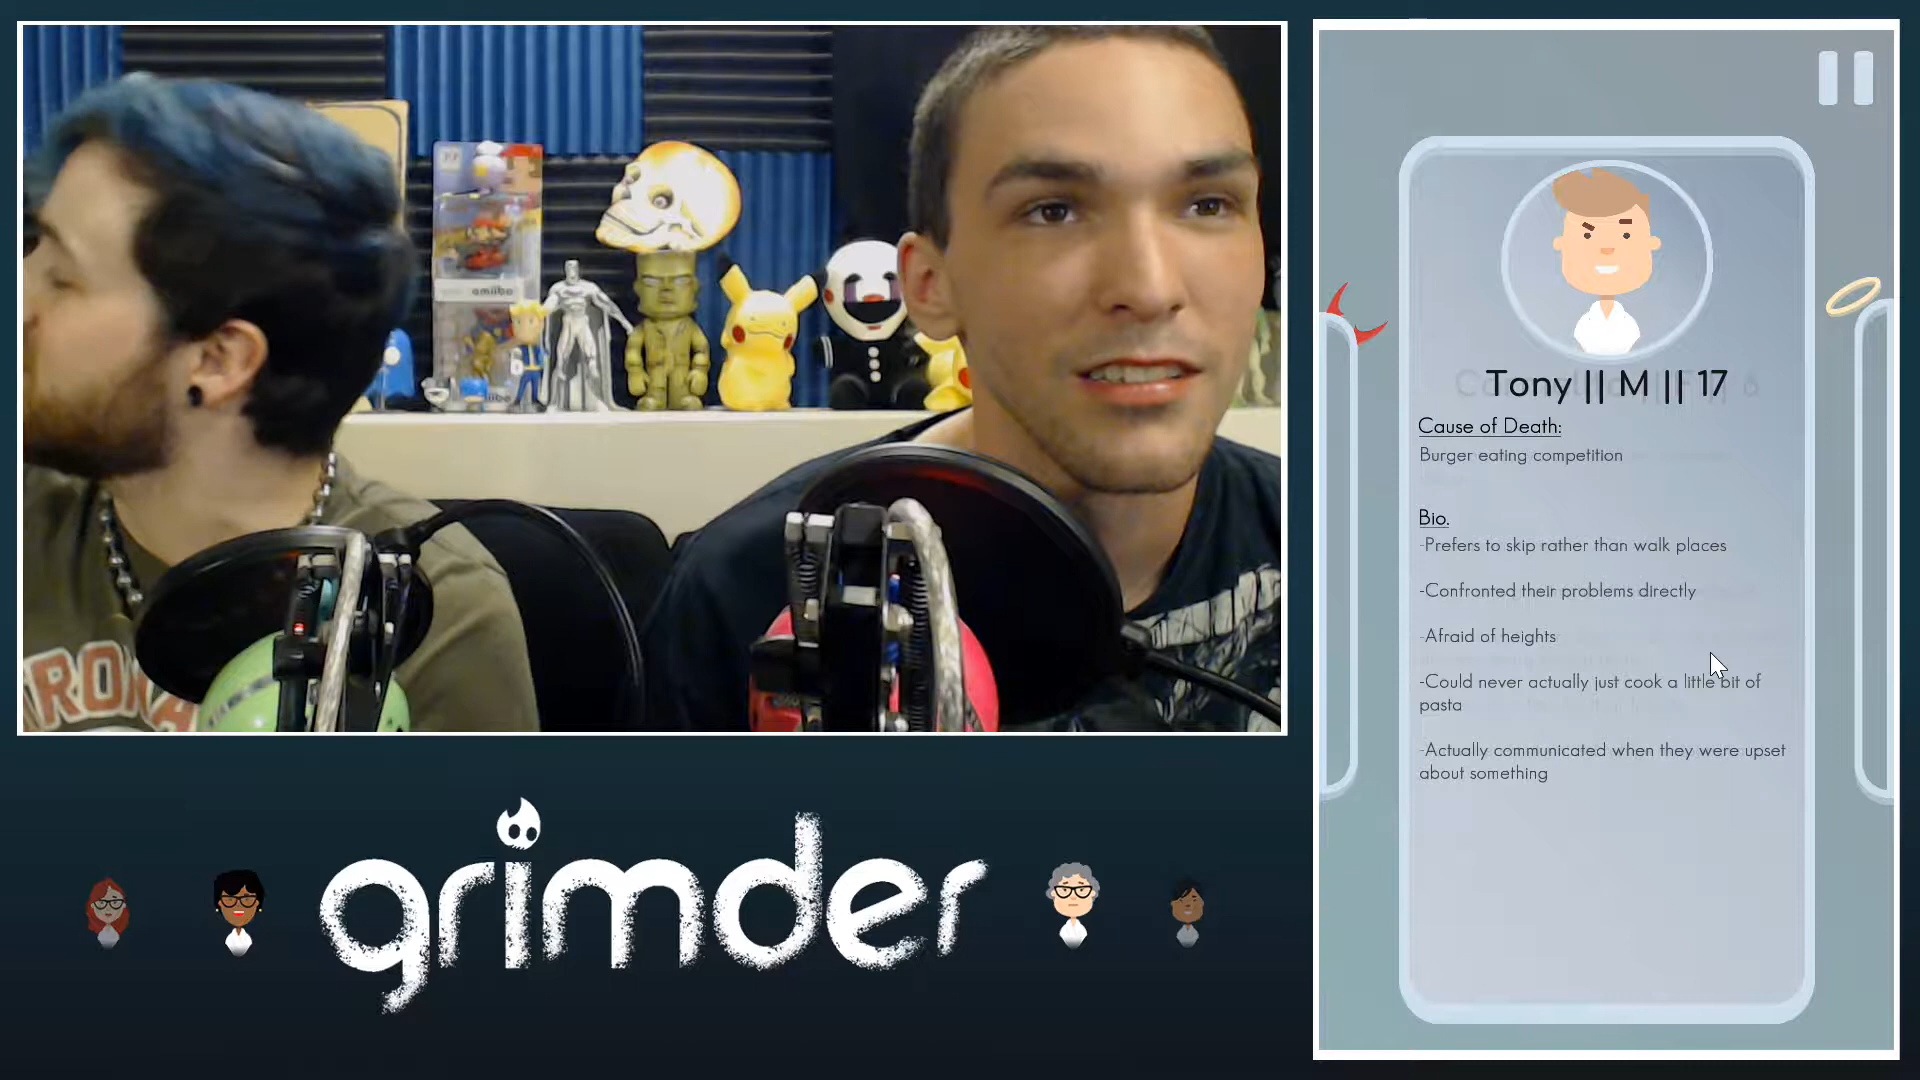 amiibo
IRON
Tony || M || 17
Cause of Death:
Burger eating competition
Bio.
-Prefers to skip rather than walk places
-Confronted their problems directly
-Afraid of heights
-Could never actually just cook a little bit of
pasta
-Actually communicated when they were upset
about something
grimder